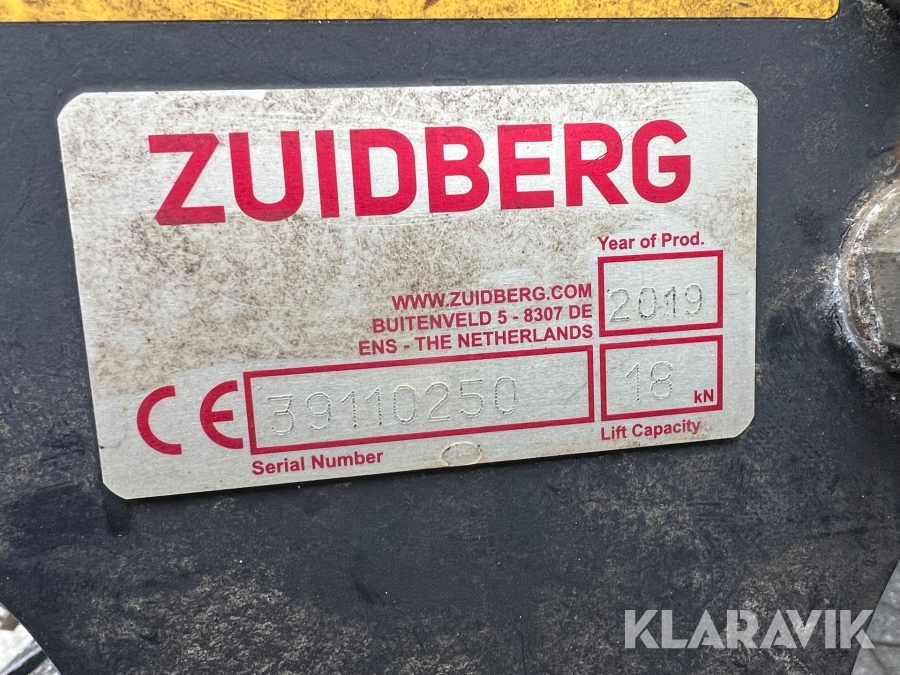 ZUIDBERG
Year of Prod.
2019
WWW.ZUIDBERG.COM
BUITENVELD 5 - 8307 DE
ENS - THE NETHERLANDS
CE
39110250
18 kN
Serial Number
Lift Capacity
KLARAVIK